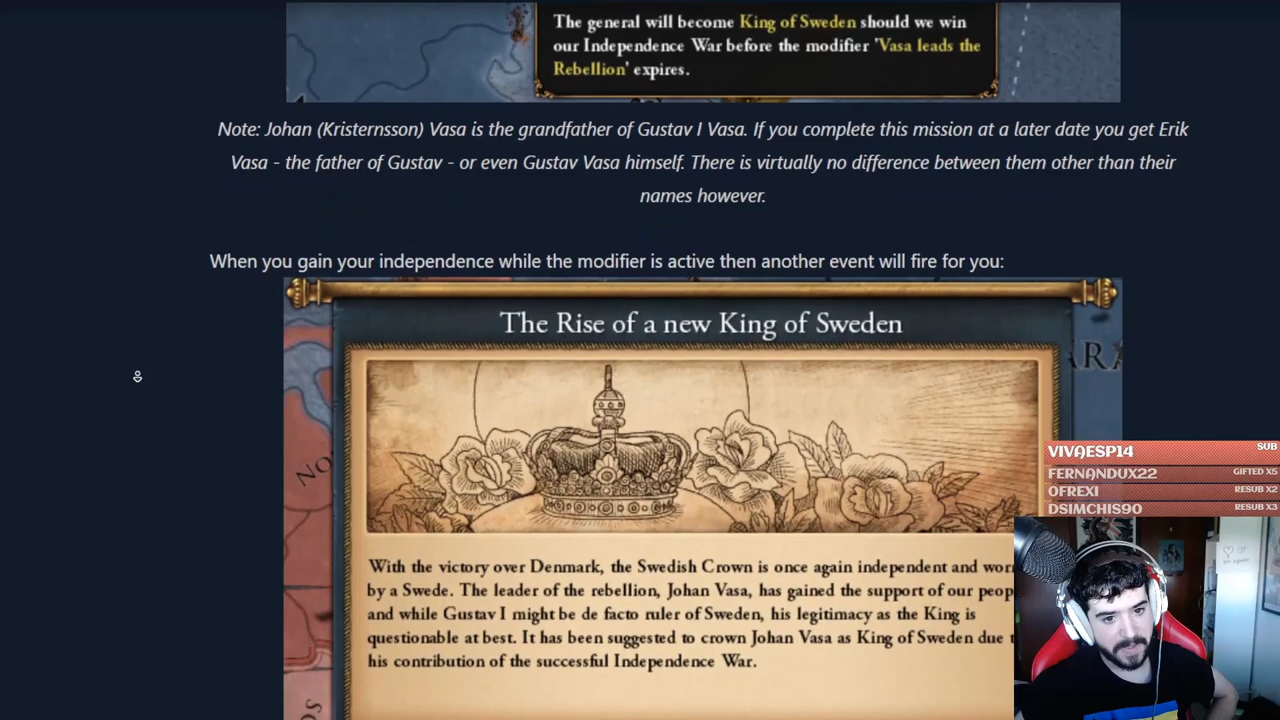 The general will become King of Sweden should we win
our Independence War before the modifier 'Vasa leads the
Rebellion' expires.
Note: Johan (Kristernsson) Vasa is the grandfather of Gustav I Vasa. If you complete this mission at a later date you get Erik
Vasa - the father of Gustav - or even Gustav Vasa himself. There is virtually no difference between them other than their
names however.
When you gain your independence while the modifier is active then another event will fire for you:
The Rise of a new King of Sweden
ARA
NO
With the victory over Denmark, the Swedish Crown is once again independent and wor
by a Swede. The leader of the rebellion, Johan Vasa, has gained the support of our peop
and while Gustav I might be de facto ruler of Sweden, his legitimacy as the King is
questionable at best. It has been suggested to crown Johan Vasa as King of Sweden due t
his contribution of the successful Independence War.
VIVAESP14 SUB
FERNANDUX22 GIFTED X5
OFREXI RESUB X2
DSIMCHIS90 RESUB X3